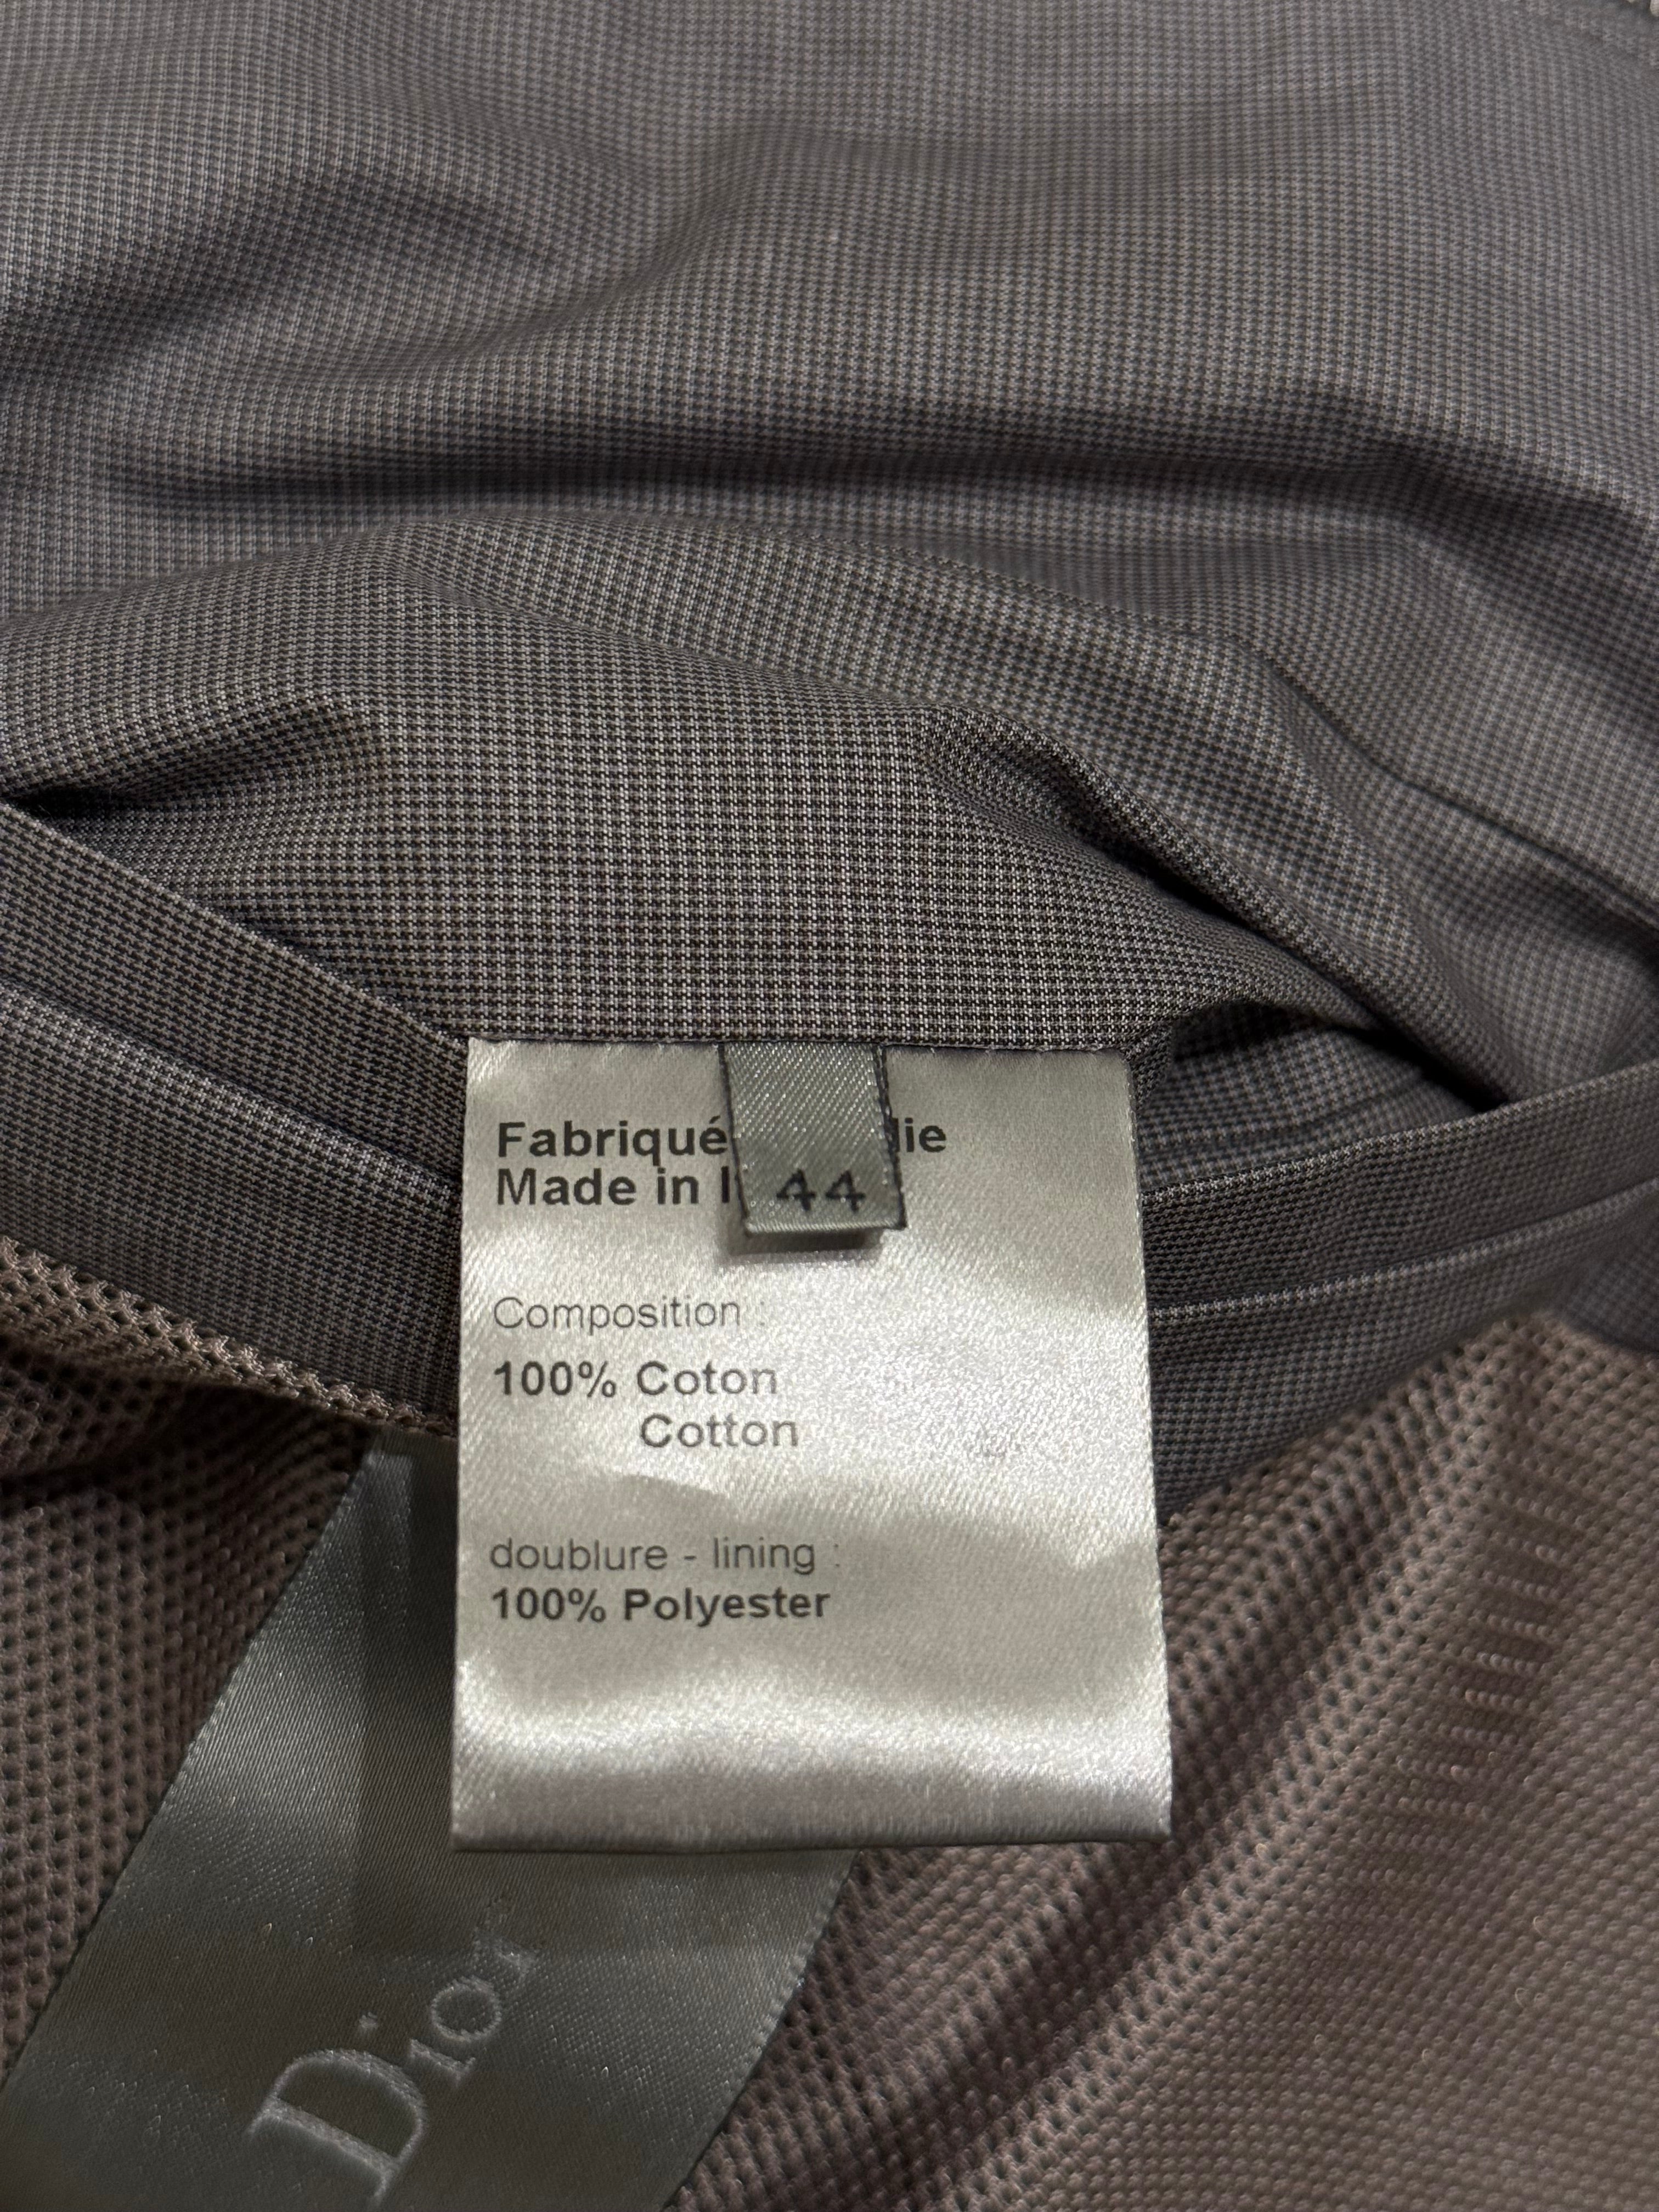 Fabriqué lie
Made in I
44
Composition :
100% Coton
Cotton
doublure - lining :
100% Polyester
Dior